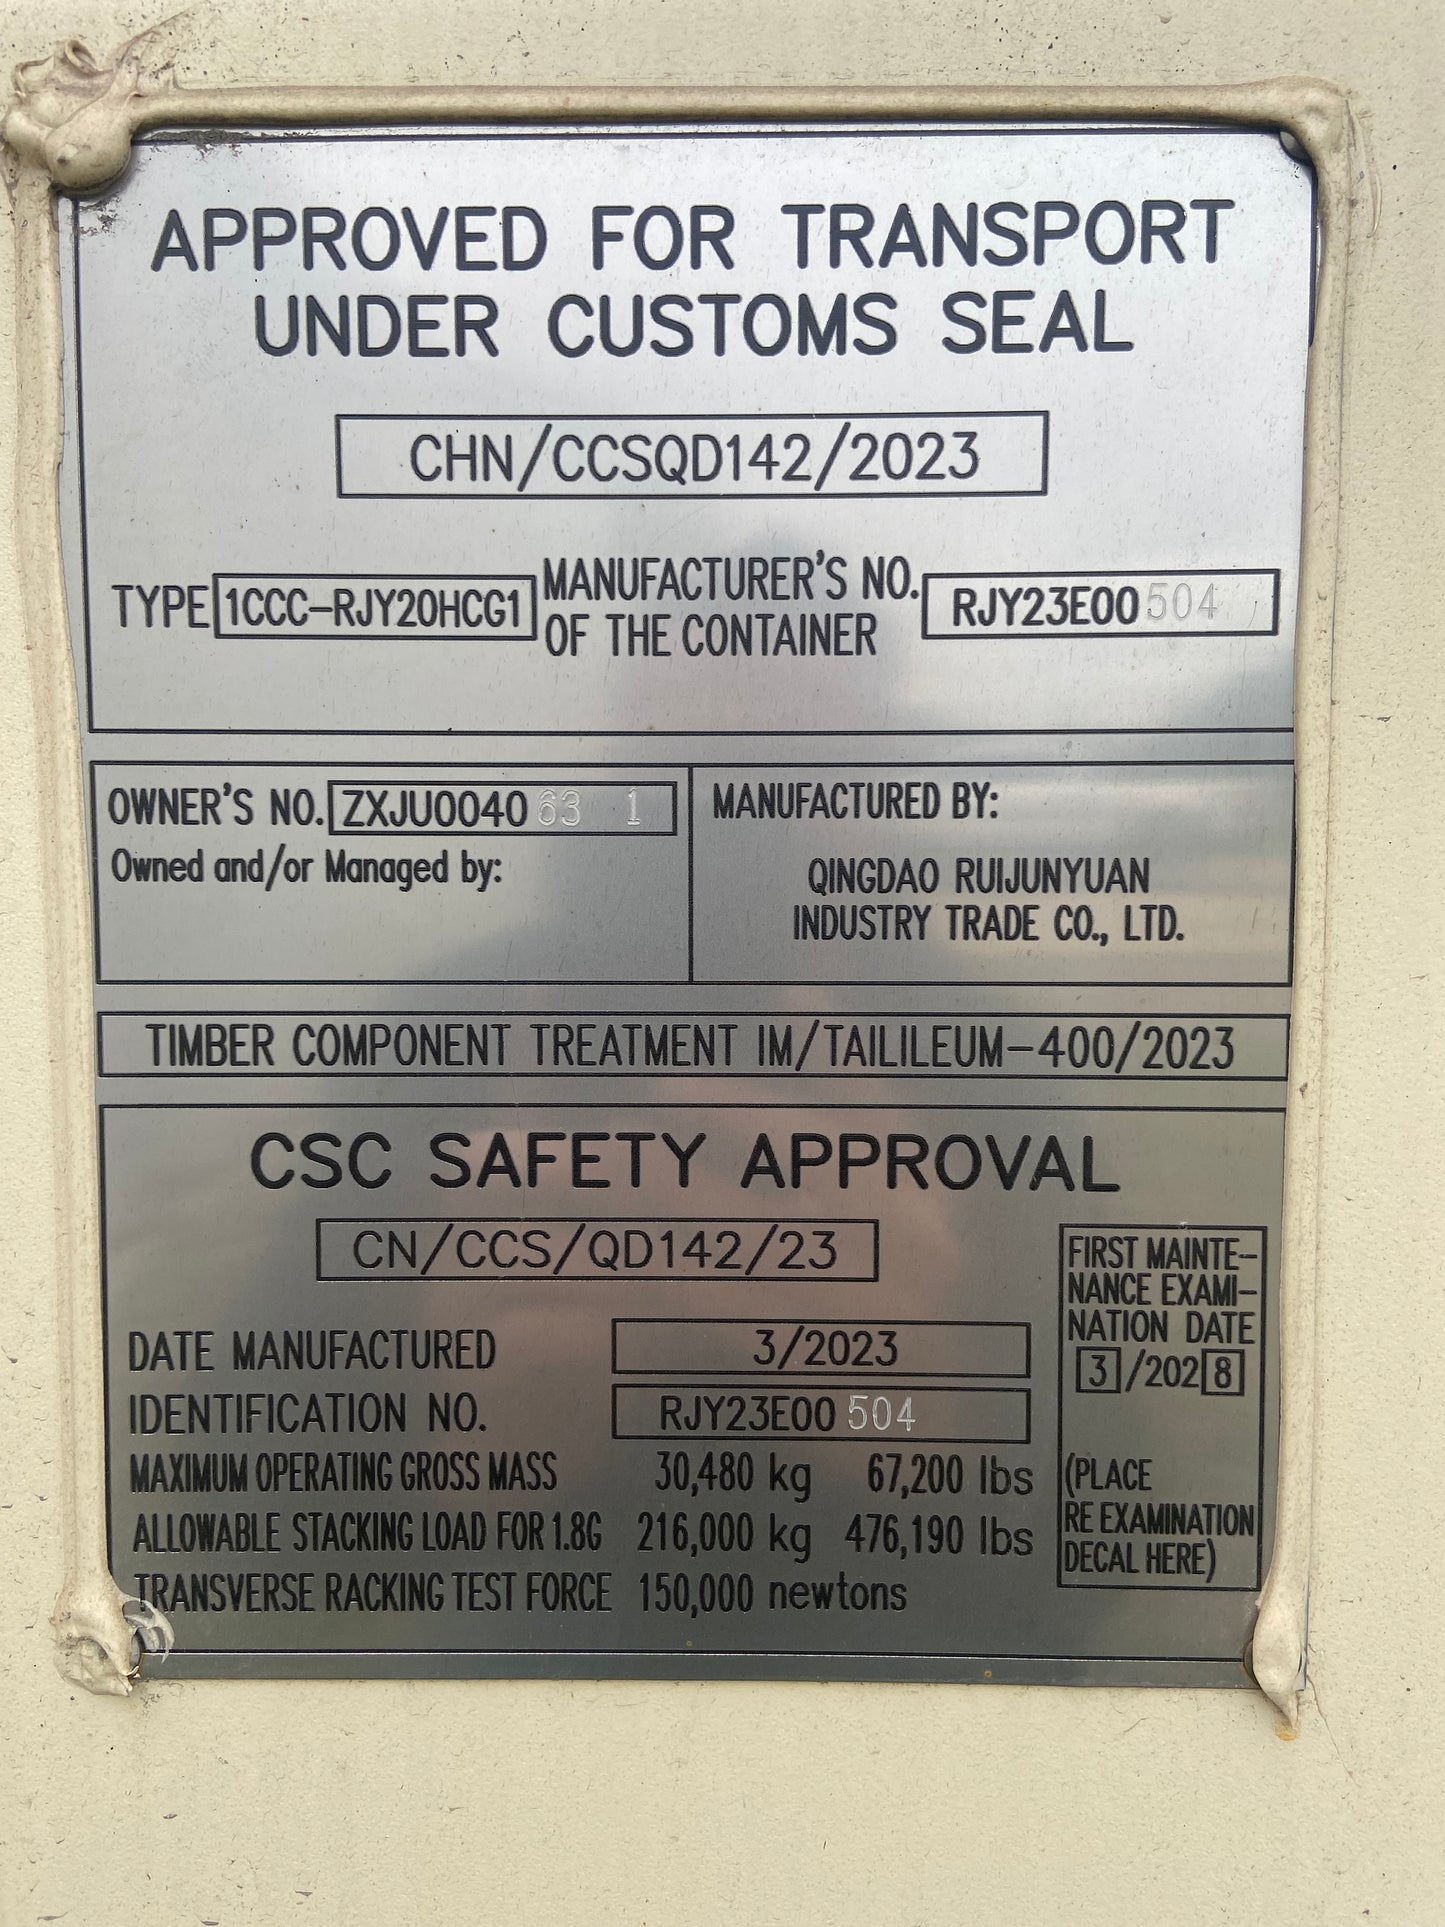 APPROVED FOR TRANSPORT
UNDER CUSTOMS SEAL
CHN/CCSQD142/2023
TYPE 1CCC-RJY20HCG1 MANUFACTURER'S NO. OF THE CONTAINER RJY23E00504
OWNER'S NO. ZXJU004063 1
Owned and/or Managed by:
MANUFACTURED BY:
QINGDAO RUIJUNYUAN
INDUSTRY TRADE CO., LTD.
TIMBER COMPONENT TREATMENT IM/TAILILEUM-400/2023
CSC SAFETY APPROVAL
CN/CCS/QD142/23
DATE MANUFACTURED 3/2023
IDENTIFICATION NO. RJY23E00504
MAXIMUM OPERATING GROSS MASS 30,480 kg 67,200 lbs
ALLOWABLE STACKING LOAD FOR 1.8G 216,000 kg 476,190 lbs
TRANSVERSE RACKING TEST FORCE 150,000 newtons
FIRST MAINTE-
NANCE EXAMI-
NATION DATE
3/2028
(PLACE
RE EXAMINATION
DECAL HERE)